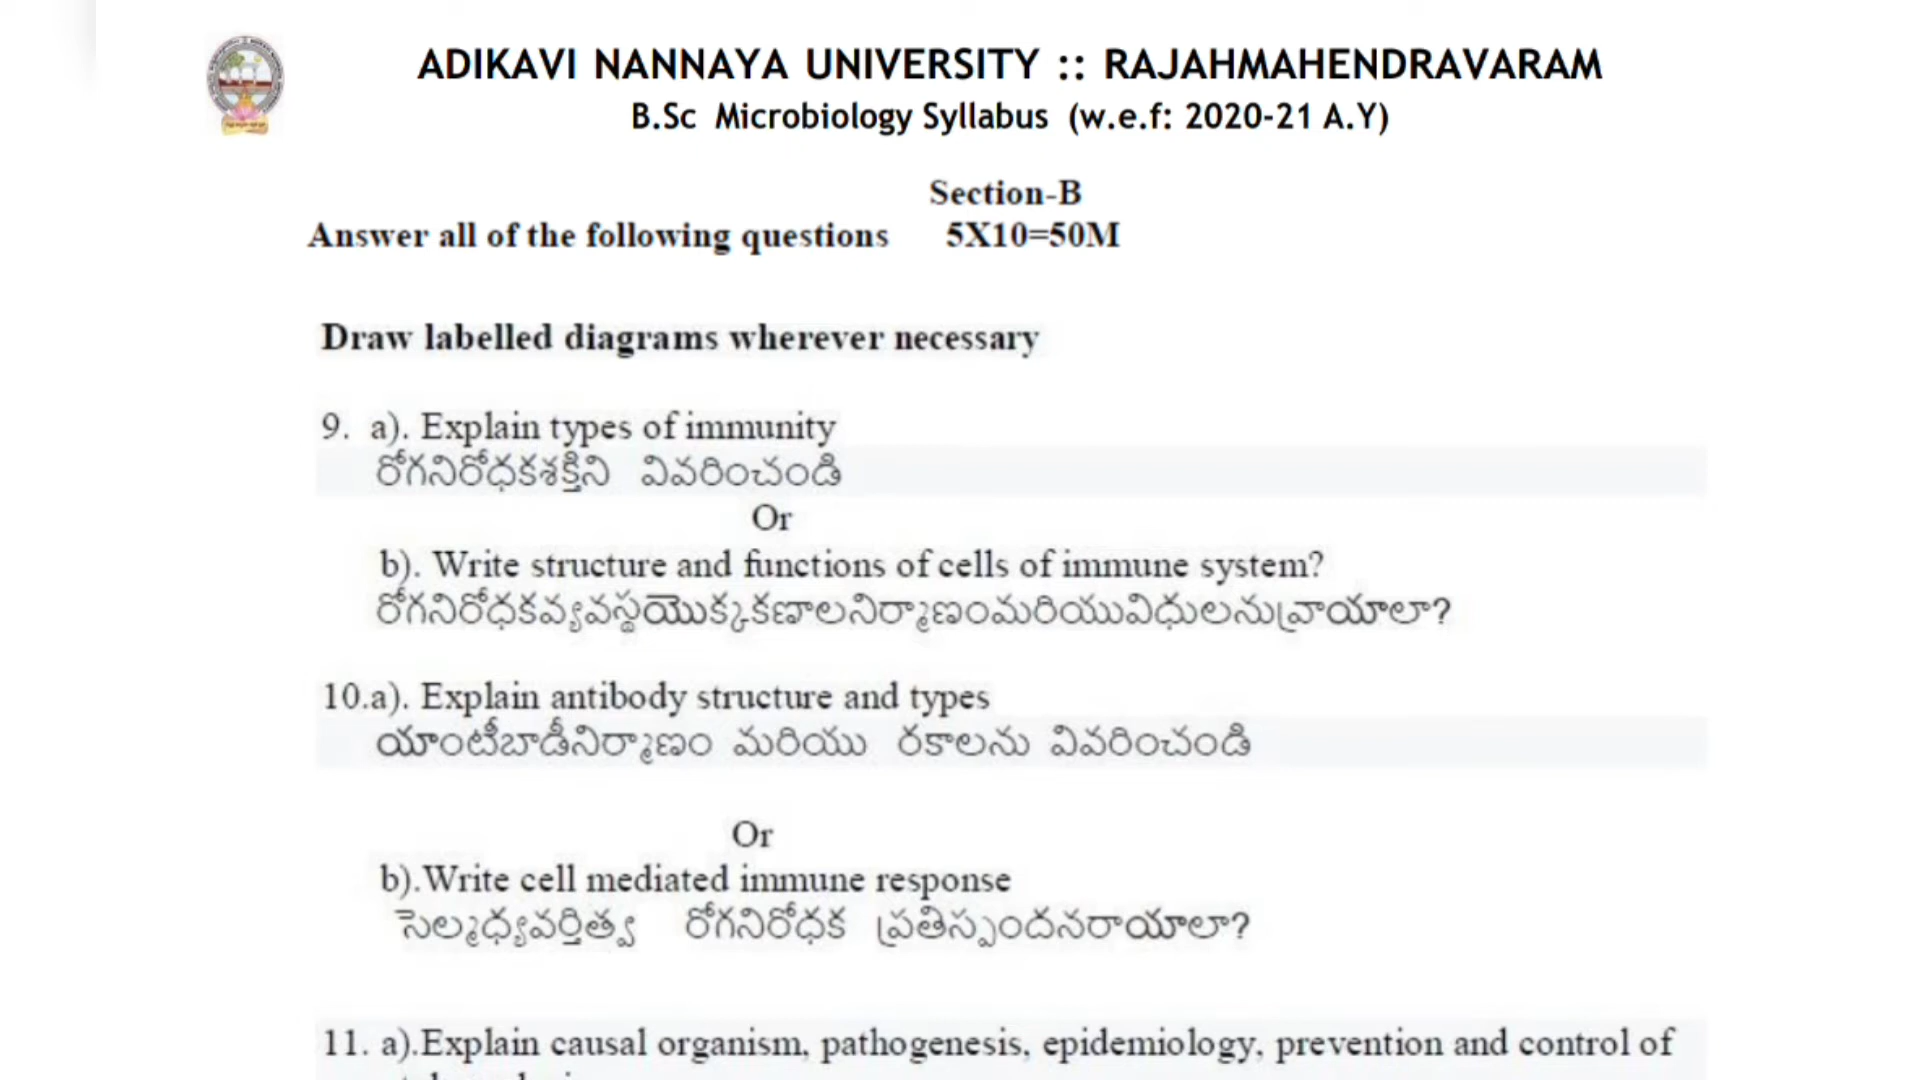 ADIKAVI NANNAYA UNIVERSITY :: RAJAHMAHENDRAVARAM
B.Sc Microbiology Syllabus (w.e.f: 2020-21 A.Y)
Section-B
Answer all of the following questions 5X10=50M
Draw labelled diagrams wherever necessary
9. a). Explain types of immunity
రోగనిరోధకశక్తిని వివరించండి
Or
b). Write structure and functions of cells of immune system?
రోగనిరోధకవ్యవస్థయొక్కకణాలనిర్మాణంమరియువిధులనువ్రాయాలా?
10.a). Explain antibody structure and types
యాంటీబాడీనిర్మాణం మరియు రకాలను వివరించండి
Or
b).Write cell mediated immune response
సెల్మధ్యవర్తిత్వ రోగనిరోధక ప్రతిస్పందనరాయాలా?
11. a).Explain causal organism, pathogenesis, epidemiology, prevention and control of